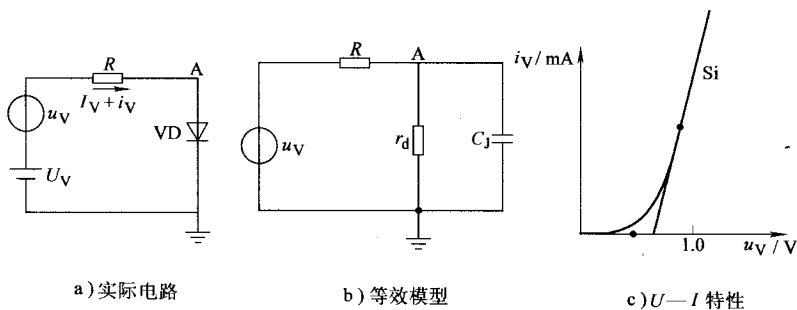 R
A
I_V + i_V
u_V
VD
U_V
a)实际电路
R
A
u_V
r_d
C_J
b)等效模型
i_V / mA
Si
1.0
u_V / V
c)U—I 特性